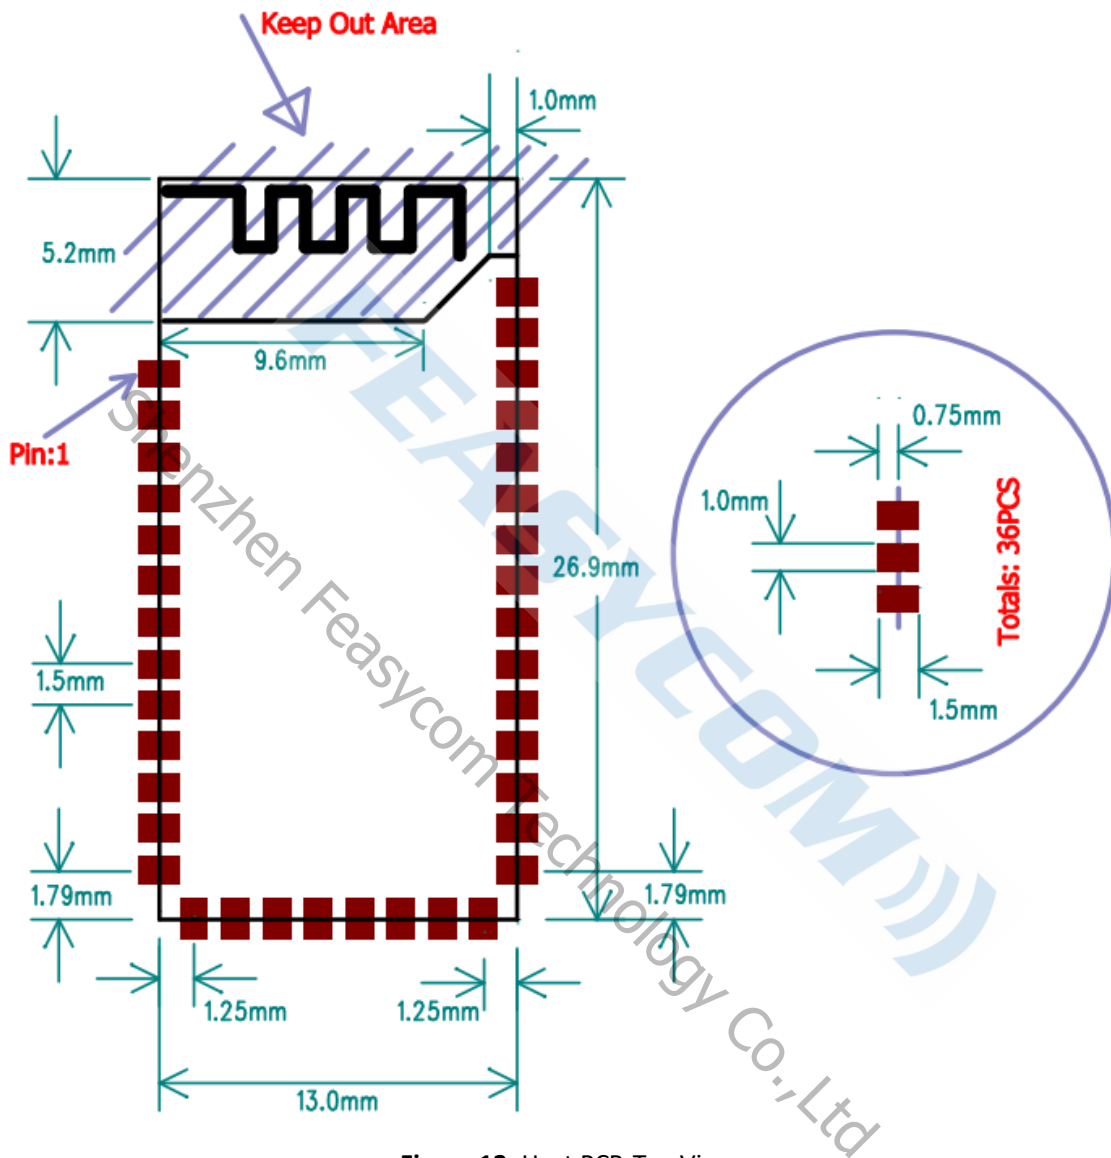 Keep Out Area
1.0mm
5.2mm
9.6mm
Pin:1
0.75mm
1.0mm
Totals: 36PCS
26.9mm
1.5mm
1.5mm
1.79mm
1.79mm
1.25mm
1.25mm
13.0mm
FEASYCOM
Shenzhen Feasycom Technology Co.,Ltd